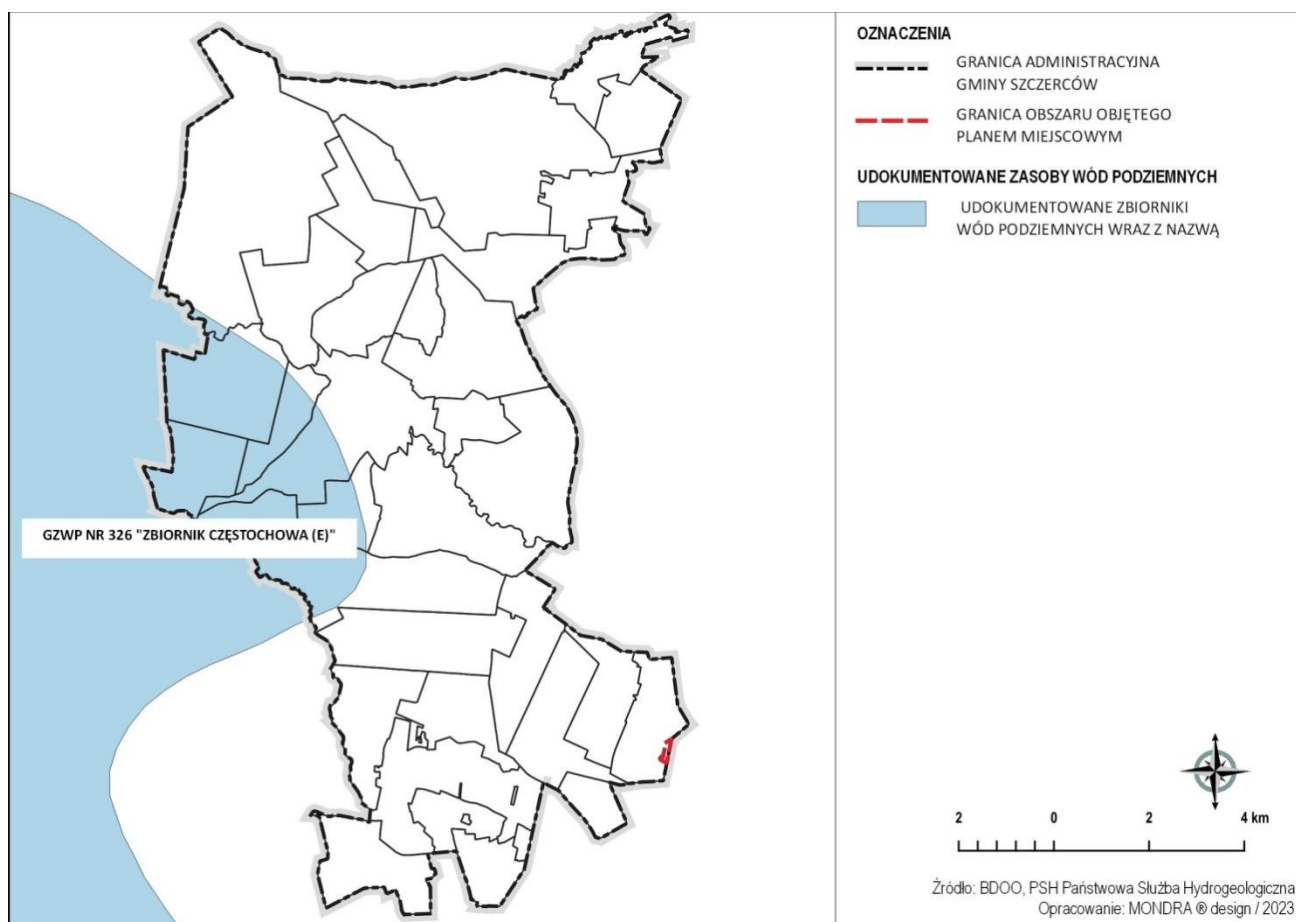 OZNACZENIA
GRANICA ADMINISTRACYJNA
GMINY SZCZERCÓW
GRANICA OBSZARU OBJĘTEGO
PLANEM MIEJSCOWYM
UDOKUMENTOWANE ZASOBY WÓD PODZIEMNYCH
UDOKUMENTOWANE ZBIORNIKI
WÓD PODZIEMNYCH WRAZ Z NAZWĄ
GZWP NR 326 "ZBIORNIK CZĘSTOCHOWA (E)"
2 0 2 4 km
Źródło: BDOO, PSH Państwowa Służba Hydrogeologiczna
Opracowanie: MONDRA ® design / 2023